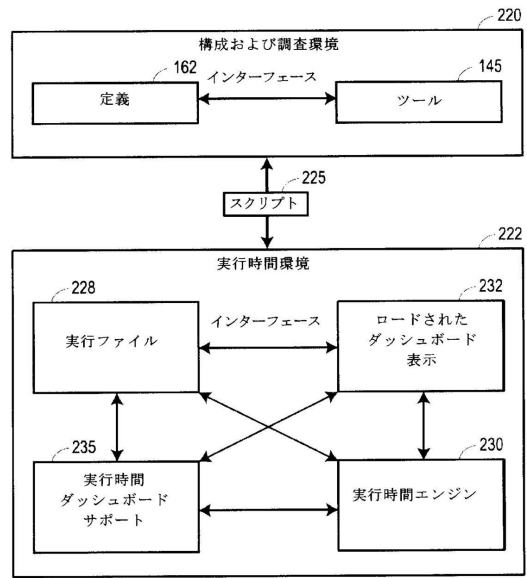 220
構成および調査環境
162
インターフェース
145
定義
ツール
225
スクリプト
222
実行時間環境
228
232
実行ファイル
インターフェース
ロードされた
ダッシュボード
表示
235
230
実行時間
ダッシュボード
サポート
実行時間エンジン